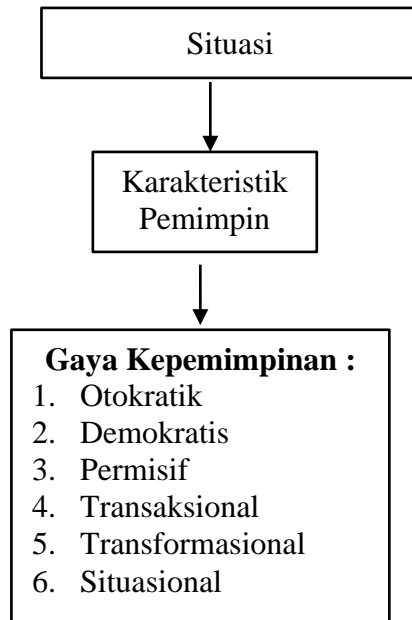 Situasi
Karakteristik
Pemimpin
Gaya Kepemimpinan :
1. Otokratik
2. Demokratis
3. Permisif
4. Transaksional
5. Transformasional
6. Situasional